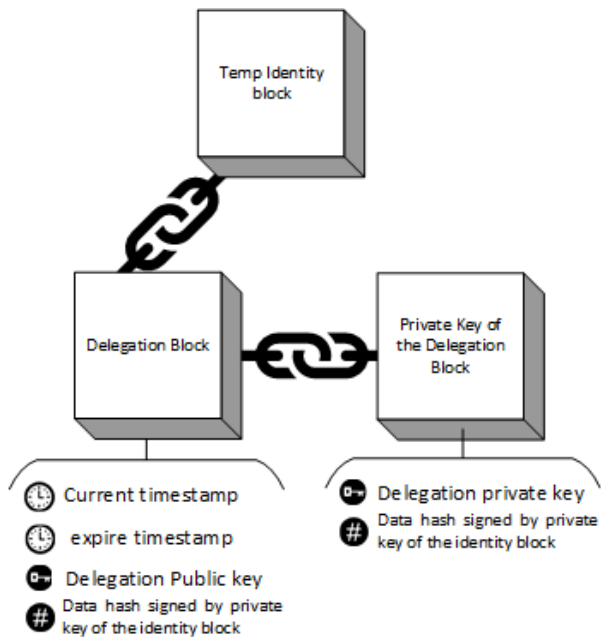 Temp Identity
block
Delegation Block
Private Key of
the Delegation
Block
Current timestamp
expire timestamp
Delegation Public key
# Data hash signed by private
key of the identity block
Delegation private key
# Data hash signed by private
key of the identity block